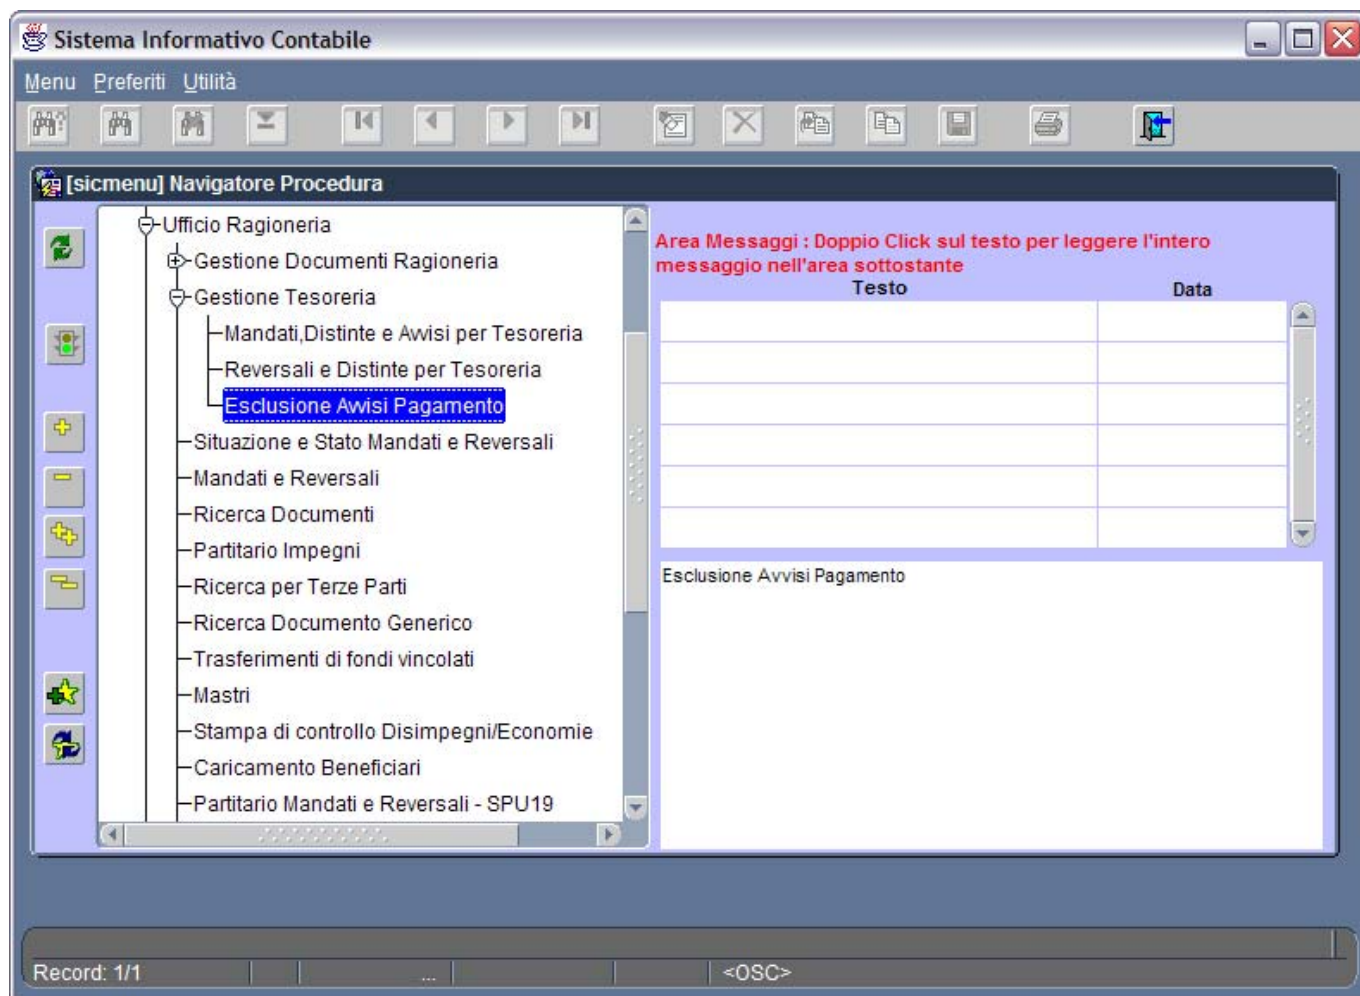 Sistema Informativo Contabile
Menu Preferiti Utilità
[sicmenu] Navigatore Procedura
Ufficio Ragioneria
Gestione Documenti Ragioneria
Gestione Tesoreria
Mandati,Distinte e Avvisi per Tesoreria
Reversali e Distinte per Tesoreria
Esclusione Avvisi Pagamento
Situazione e Stato Mandati e Reversali
Mandati e Reversali
Ricerca Documenti
Partitario Impegni
Ricerca per Terze Parti
Ricerca Documento Generico
Trasferimenti di fondi vincolati
Mastri
Stampa di controllo Disimpegni/Economie
Caricamento Beneficiari
Partitario Mandati e Reversali - SPU19
Area Messaggi : Doppio Click sul testo per leggere l'intero
messaggio nell'area sottostante
Testo Data
Esclusione Avvisi Pagamento
Record: 1/1 ... <OSC>